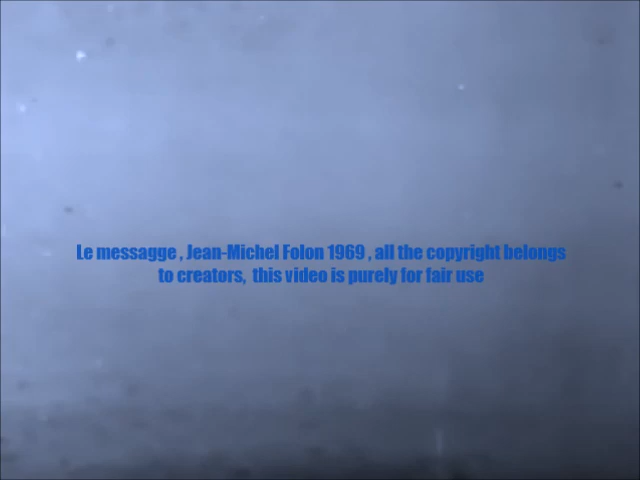 Le messagge , Jean-Michel Folon 1969 , all the copyright belongs
to creators,  this video is purely for fair use